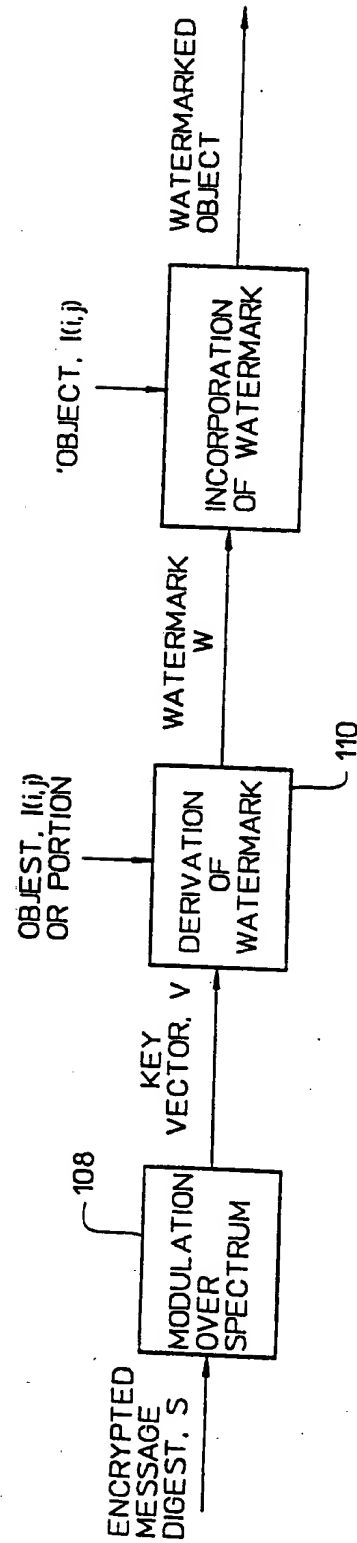 ENCRYPTED
MESSAGE
DIGEST, S
108
MODULATION
OVER
SPECTRUM
KEY
VECTOR, V
OBJEST, I(i,j)
OR PORTION
DERIVATION
OF
WATERMARK
110
WATERMARK
W
'OBJECT, I(i,j)
INCORPORATION
OF WATERMARK
WATERMARKED
OBJECT